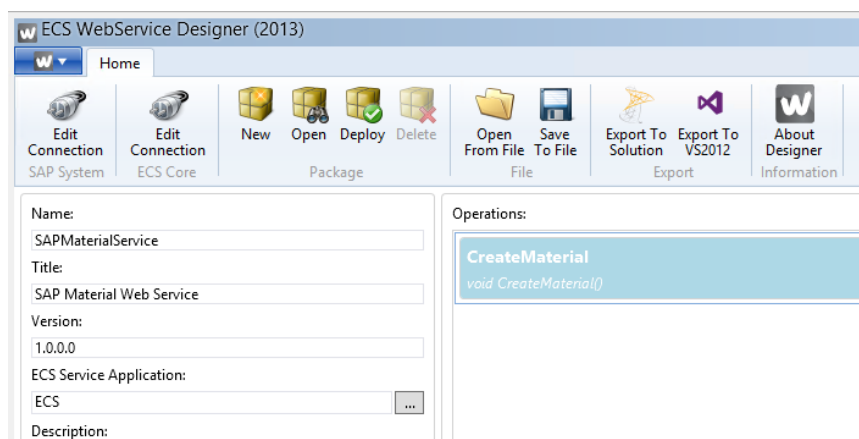 ECS WebService Designer (2013)
Home
Edit Connection
Edit Connection
New
Open
Deploy
Delete
Open From File
Save To File
Export To Solution
Export To VS2012
About Designer
SAP System
ECS Core
Package
File
Export
Information
Name:
SAPMaterialService
Title:
SAP Material Web Service
Version:
1.0.0.0
ECS Service Application:
ECS
...
Description:
Operations:
CreateMaterial
void CreateMaterial()